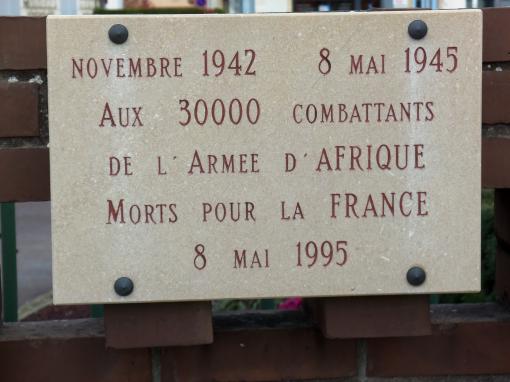 NOVEMBRE 1942 8 MAI 1945
AUX 30000 COMBATTANTS
DE L'ARMEE D'AFRIQUE
MORTS POUR LA FRANCE
8 MAI 1995